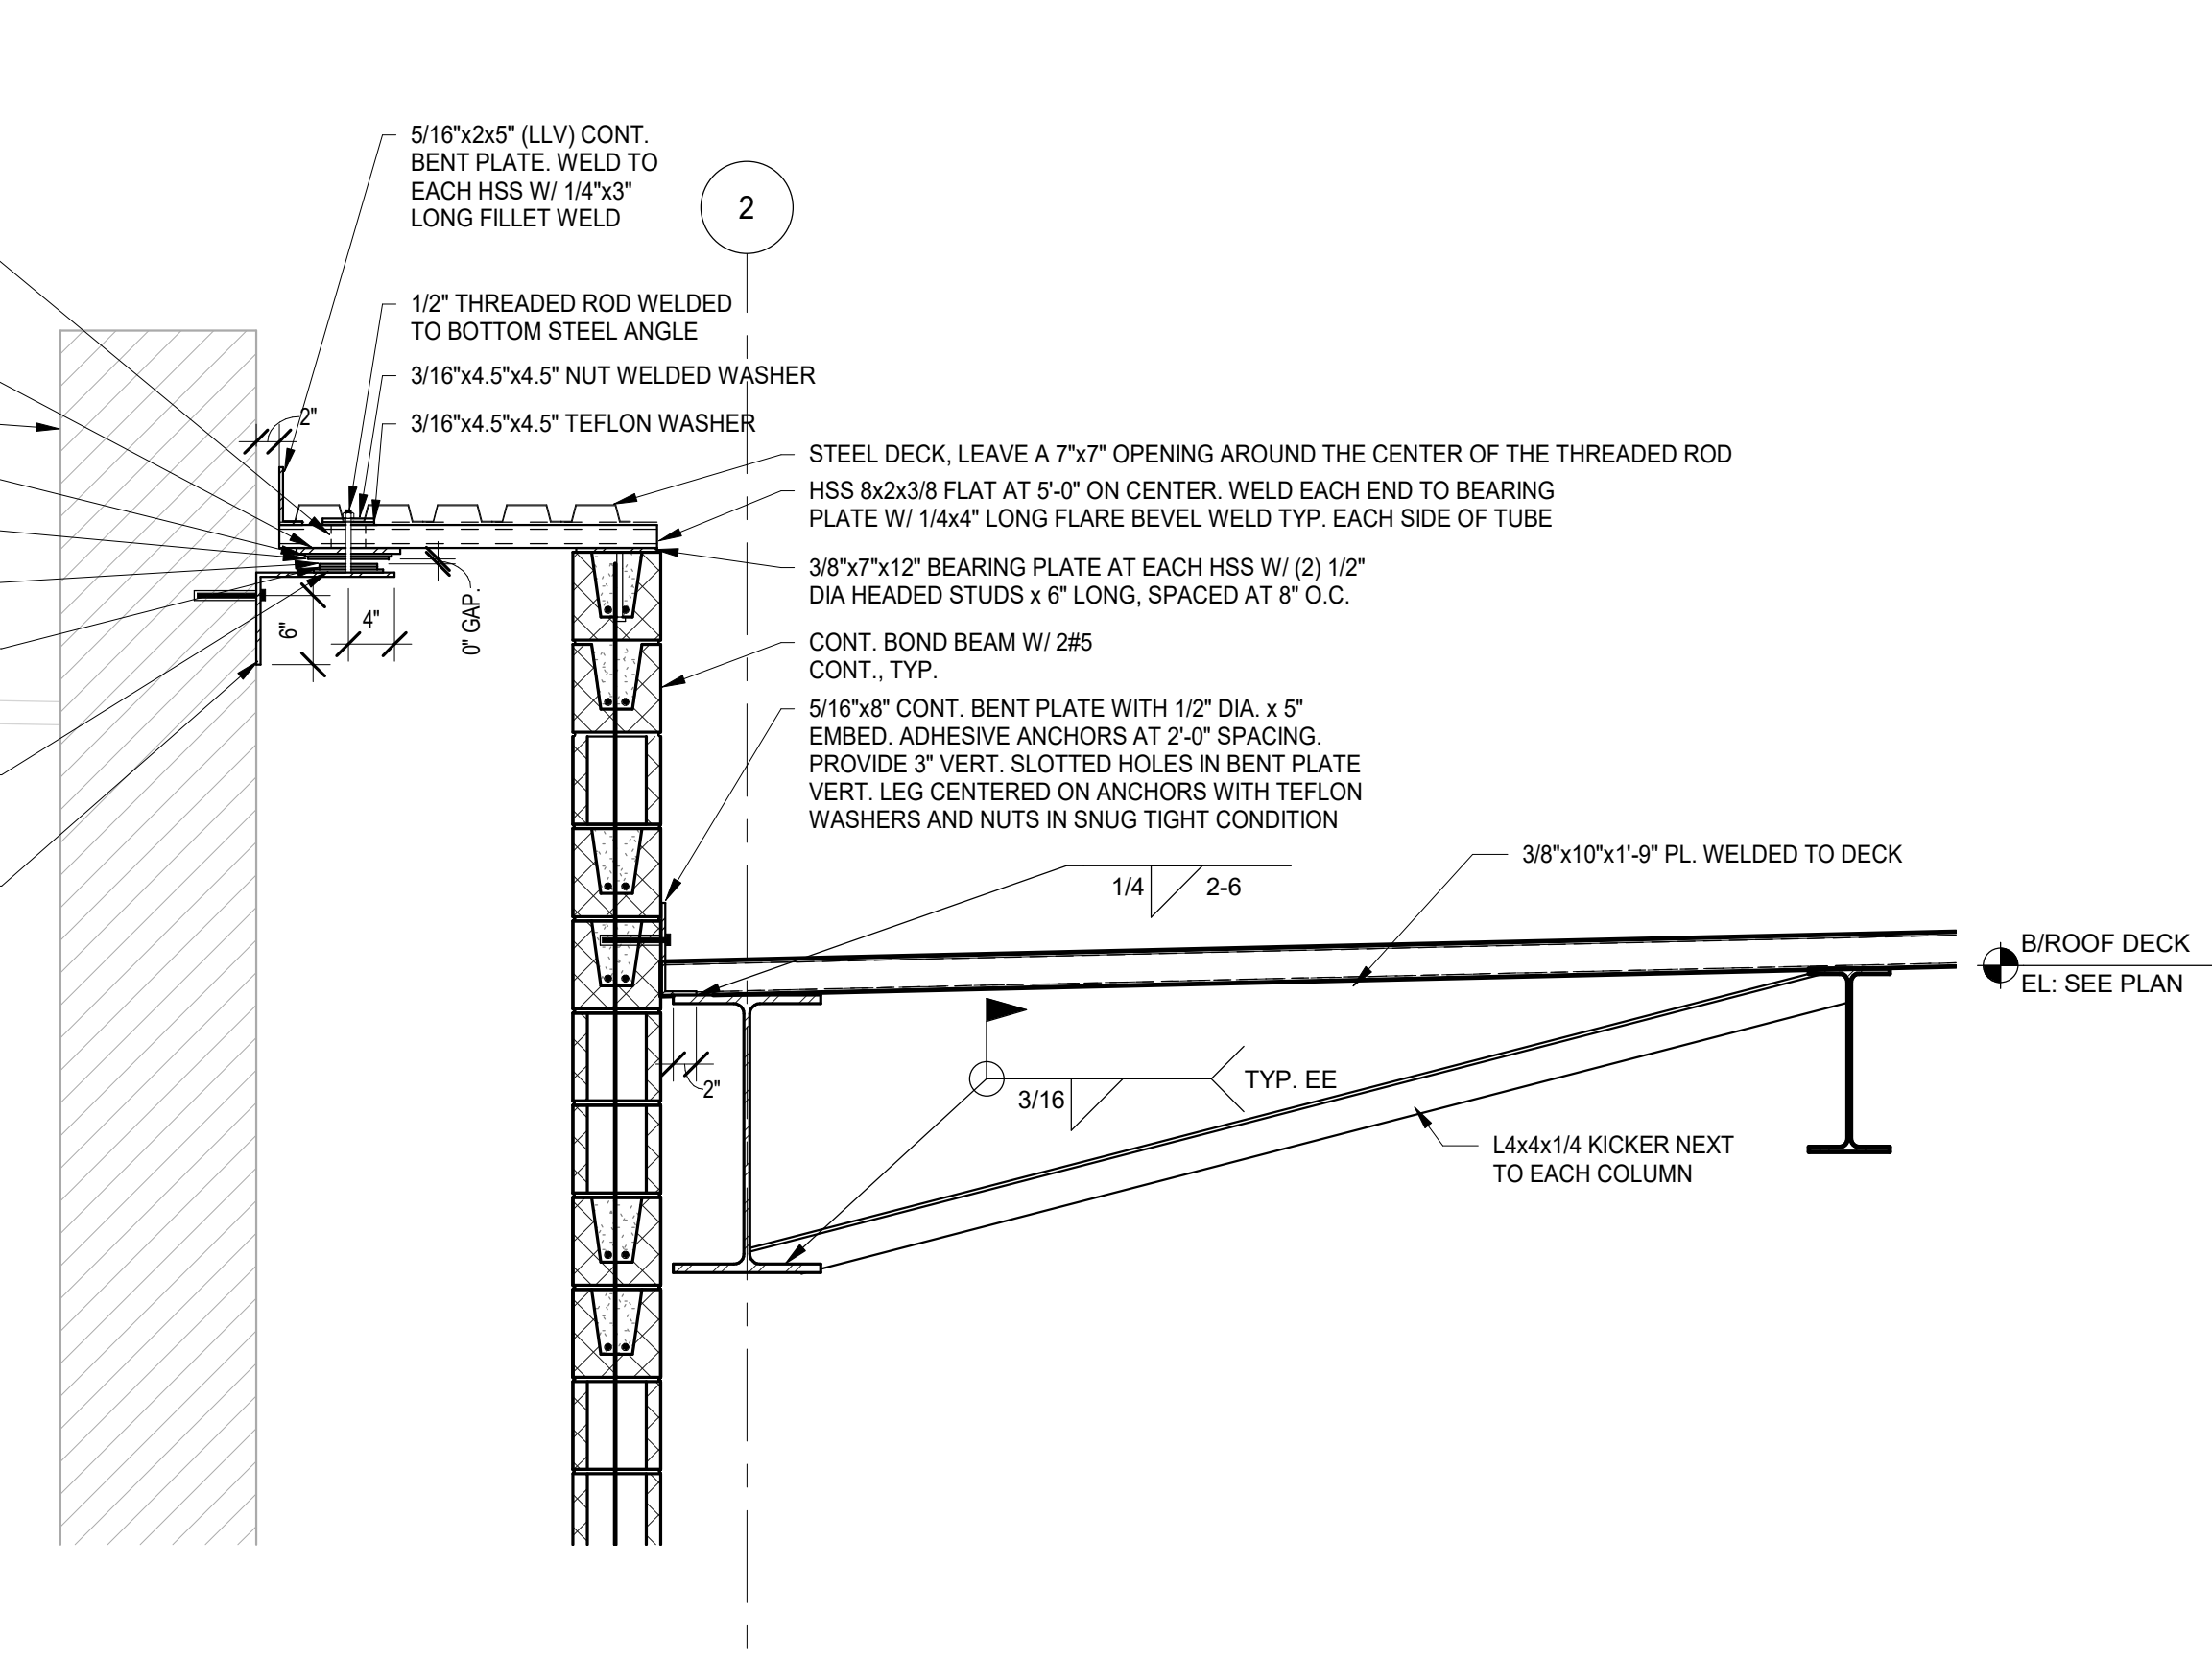 5/16"x2x5" (LLV) CONT.
BENT PLATE. WELD TO
EACH HSS W/ 1/4"x3"
LONG FILLET WELD
2
1/2" THREADED ROD WELDED
TO BOTTOM STEEL ANGLE
3/16"x4.5"x4.5" NUT WELDED WASHER
3/16"x4.5"x4.5" TEFLON WASHER
2"
STEEL DECK, LEAVE A 7"x7" OPENING AROUND THE CENTER OF THE THREADED ROD
HSS 8x2x3/8 FLAT AT 5'-0" ON CENTER. WELD EACH END TO BEARING
PLATE W/ 1/4x4" LONG FLARE BEVEL WELD TYP. EACH SIDE OF TUBE
3/8"x7"x12" BEARING PLATE AT EACH HSS W/ (2) 1/2"
DIA HEADED STUDS x 6" LONG, SPACED AT 8" O.C.
6"
4"
0" GAP.
CONT. BOND BEAM W/ 2#5
CONT., TYP.
5/16"x8" CONT. BENT PLATE WITH 1/2" DIA. x 5"
EMBED. ADHESIVE ANCHORS AT 2'-0" SPACING.
PROVIDE 3" VERT. SLOTTED HOLES IN BENT PLATE
VERT. LEG CENTERED ON ANCHORS WITH TEFLON
WASHERS AND NUTS IN SNUG TIGHT CONDITION
3/8"x10"x1'-9" PL. WELDED TO DECK
1/4 2-6
B/ROOF DECK
EL: SEE PLAN
2"
3/16 TYP. EE
L4x4x1/4 KICKER NEXT
TO EACH COLUMN